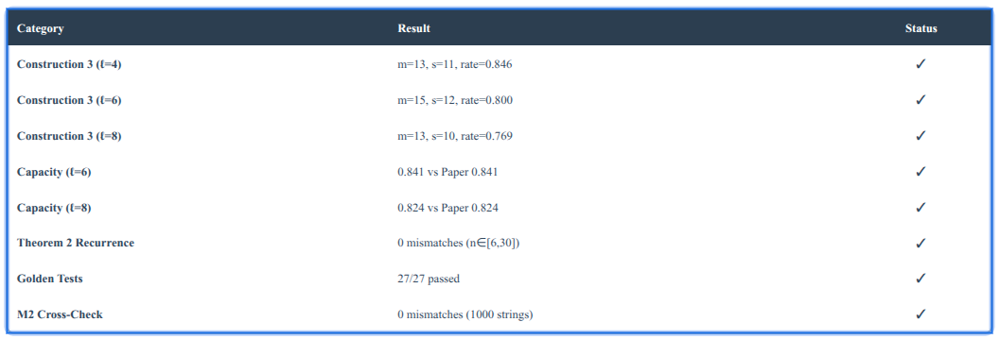 Category Result Status
Construction 3 (ℓ=4) m=13, s=11, rate=0.846 ✓
Construction 3 (ℓ=6) m=15, s=12, rate=0.800 ✓
Construction 3 (ℓ=8) m=13, s=10, rate=0.769 ✓
Capacity (ℓ=6) 0.841 vs Paper 0.841 ✓
Capacity (ℓ=8) 0.824 vs Paper 0.824 ✓
Theorem 2 Recurrence 0 mismatches (n∈[6,30]) ✓
Golden Tests 27/27 passed ✓
M2 Cross-Check 0 mismatches (1000 strings) ✓